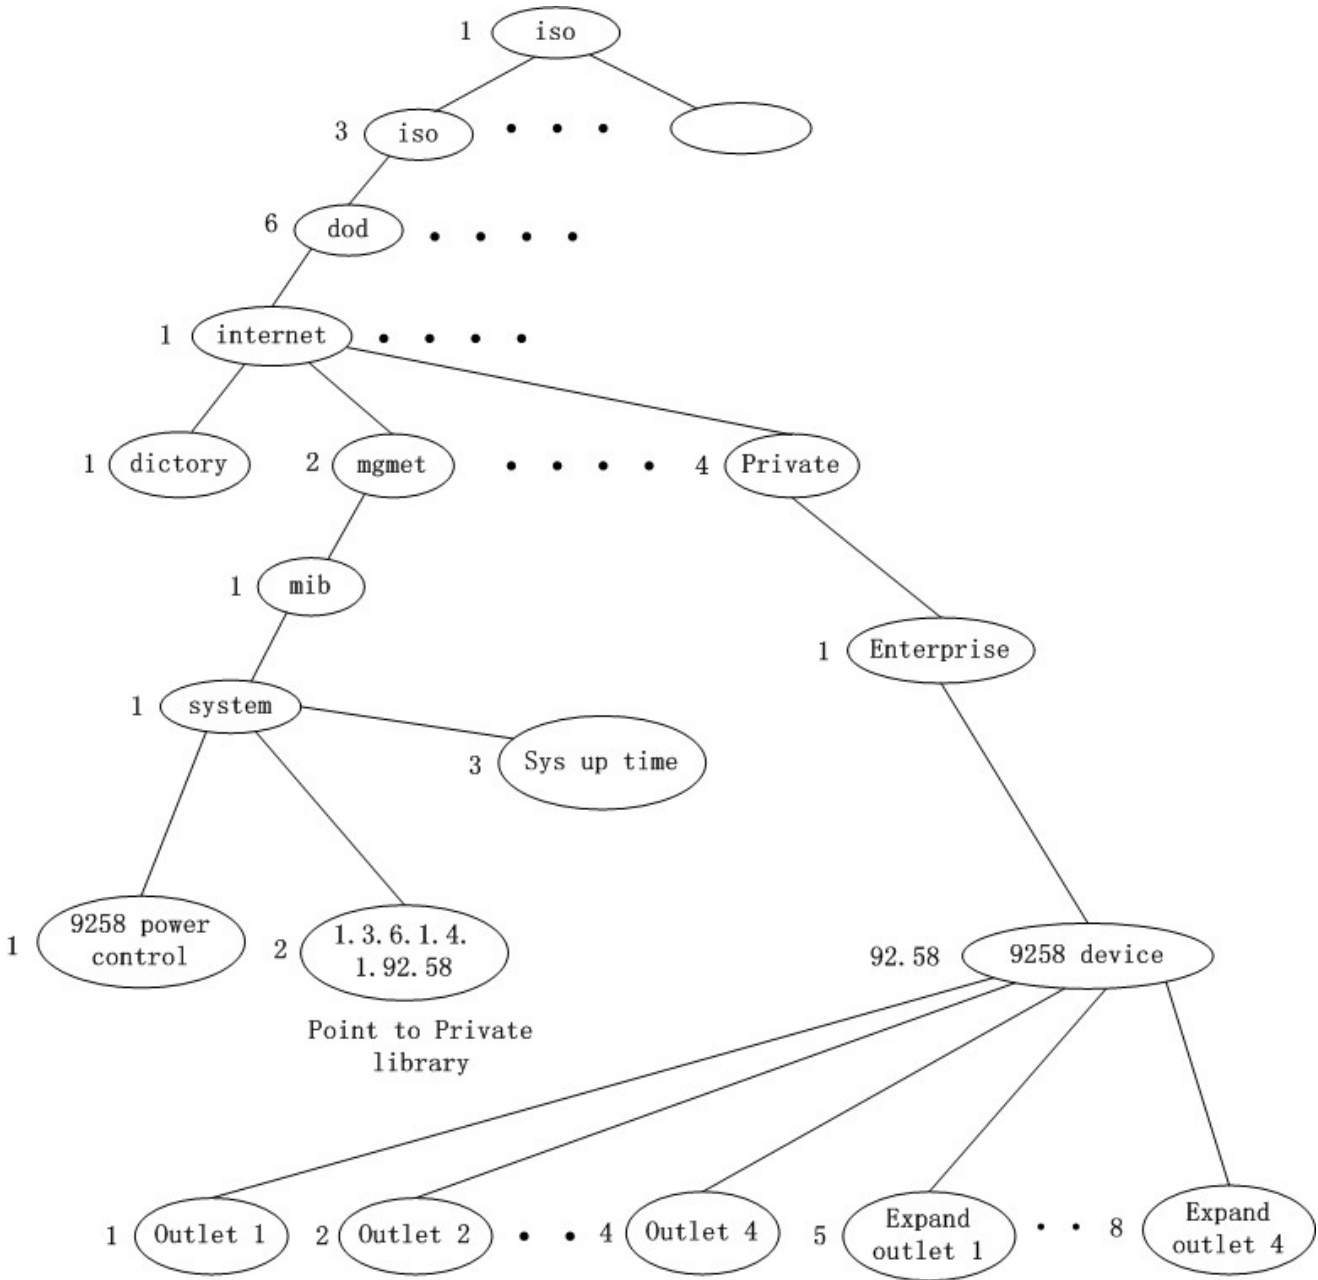 1 iso
3 iso
6 dod
1 internet
1 dictory 2 mgmet 4 Private
1 mib
1 Enterprise
1 system
3 Sys up time
1 9258 power
control
2 1.3.6.1.4.
1.92.58
92.58 9258 device
Point to Private
library
1 Outlet 1 2 Outlet 2 4 Outlet 4 5 Expand
outlet 1
8 Expand
outlet 4